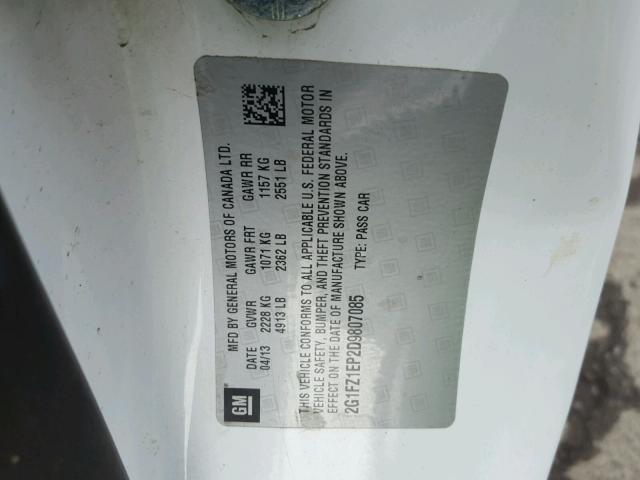 GM
MFD BY GENERAL MOTORS OF CANADA LTD.
DATE GVWR GAWR FRT GAWR RR
04/13 2228 KG 1071 KG 1157 KG
4913 LB 2362 LB 2551 LB
THIS VEHICLE CONFORMS TO ALL APPLICABLE U.S. FEDERAL MOTOR
VEHICLE SAFETY, BUMPER, AND THEFT PREVENTION STANDARDS IN
EFFECT ON THE DATE OF MANUFACTURE SHOWN ABOVE.
2G1FZ1EP2D9807085 TYPE: PASS CAR